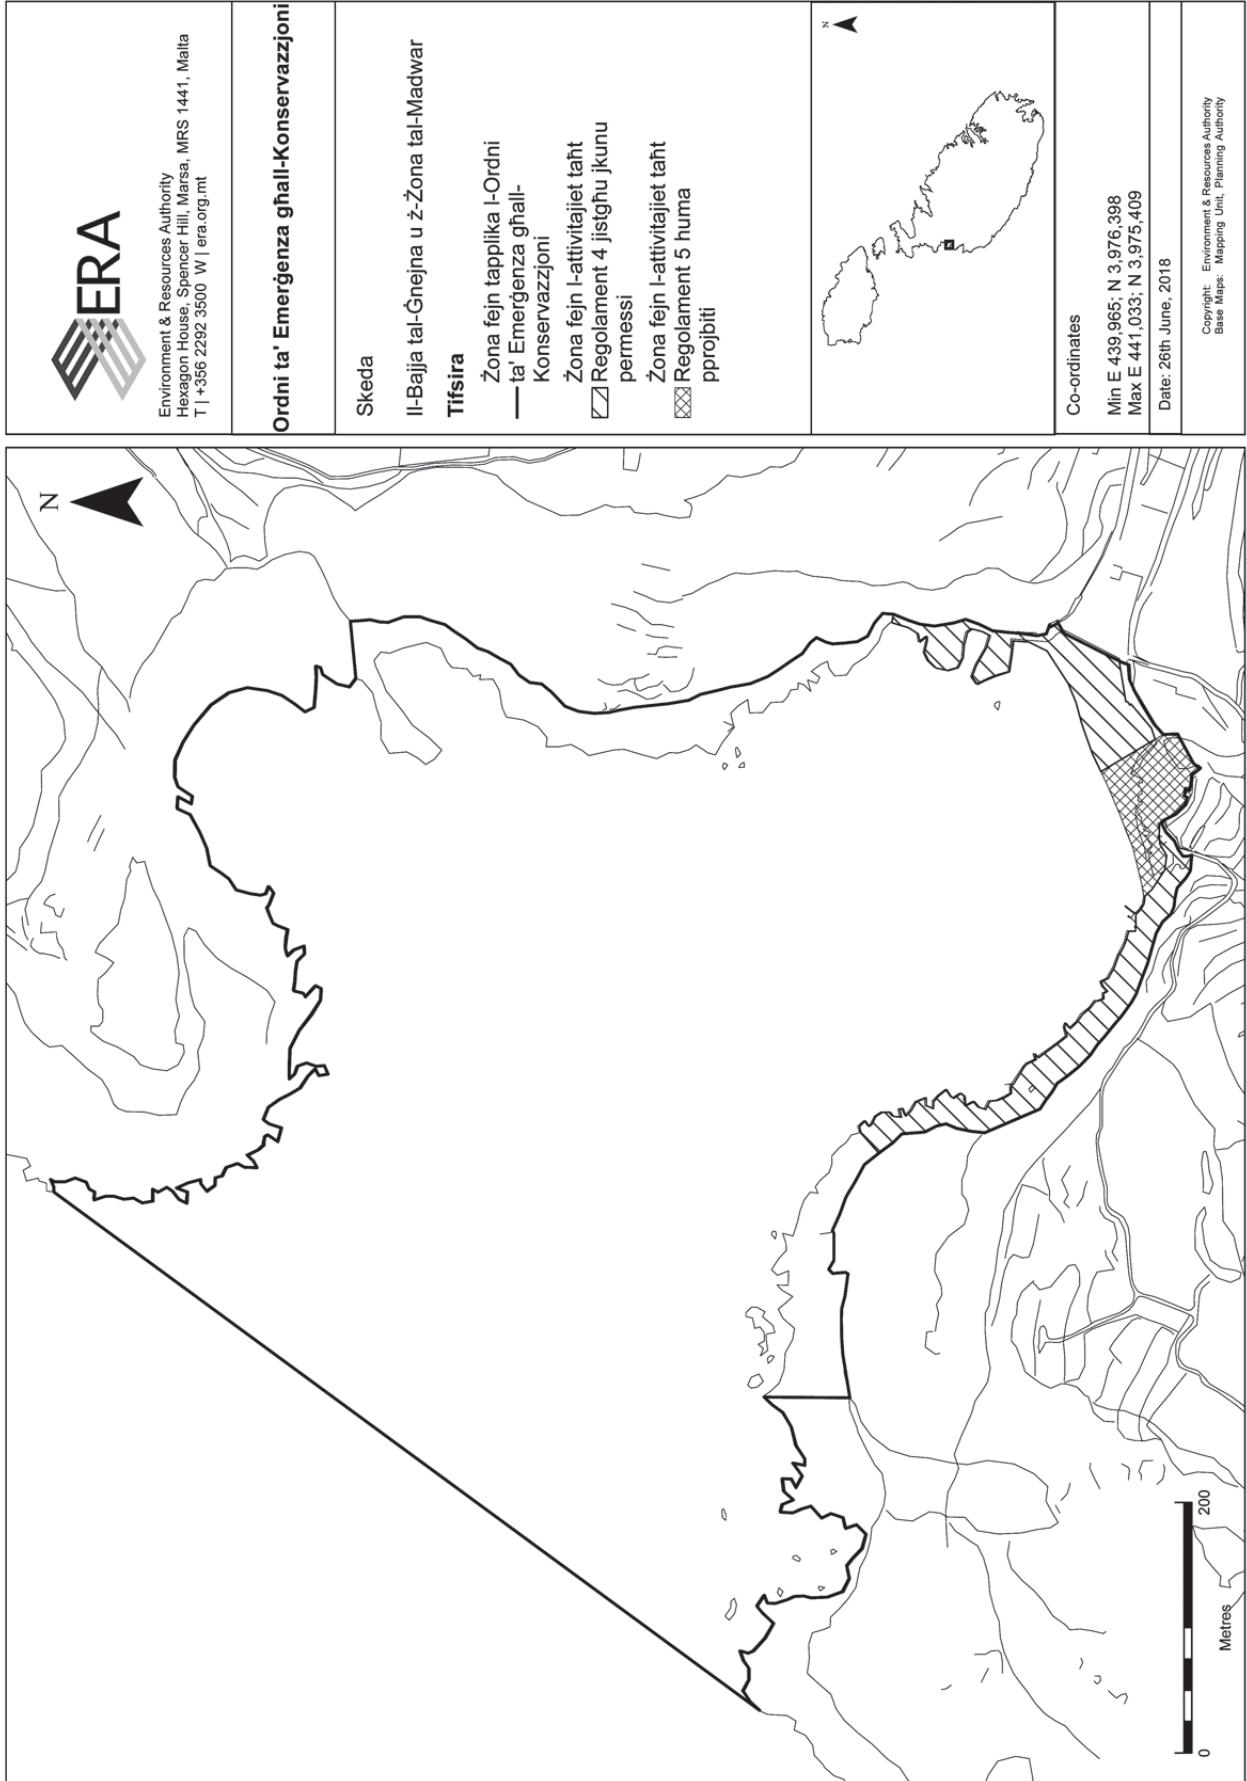 ERA
Environment & Resources Authority
Hexagon House, Spencer Hill, Marsa, MRS 1441, Malta
T | +356 2292 3500 W | era.org.mt
Ordni ta' Emerġenza għall-Konservazzjoni
Skeda
Il-Bajja tal-Ġnejna u ż-Żona tal-Madwar
Tifsira
Żona fejn tapplika l-Ordni
ta' Emerġenza għall-
Konservazzjoni
Żona fejn l-attivitajiet taħt
Regolament 4 jistgħu jkunu
permessi
Żona fejn l-attivitajiet taħt
Regolament 5 huma
pprojbiti
N
Co-ordinates
Min E 439,965; N 3,976,398
Max E 441,033; N 3,975,409
Date: 26th June, 2018
Copyright: Environment & Resources Authority
Base Maps: Mapping Unit, Planning Authority
N
0
200
Metres